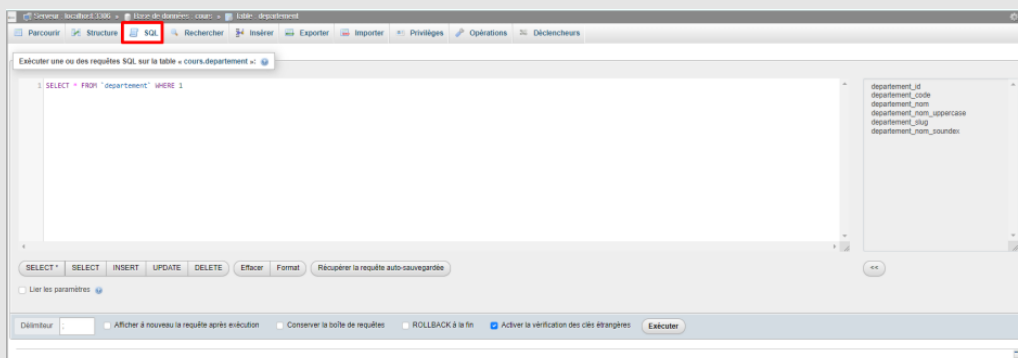 Serveur : localhost:3306 » Base de données : cours » Table : departement
Parcourir Structure SQL Rechercher Insérer Exporter Importer Privilèges Opérations Déclencheurs
Exécuter une ou des requêtes SQL sur la table « cours.departement »:
1 SELECT * FROM `departement` WHERE 1
departement_id
departement_code
departement_nom
departement_nom_uppercase
departement_slug
departement_nom_soundex
SELECT * SELECT INSERT UPDATE DELETE Effacer Format Récupérer la requête auto-sauvegardée <<
Lier les paramètres
Délimiteur ; Afficher à nouveau la requête après exécution Conserver la boîte de requêtes ROLLBACK à la fin Activer la vérification des clés étrangères Exécuter